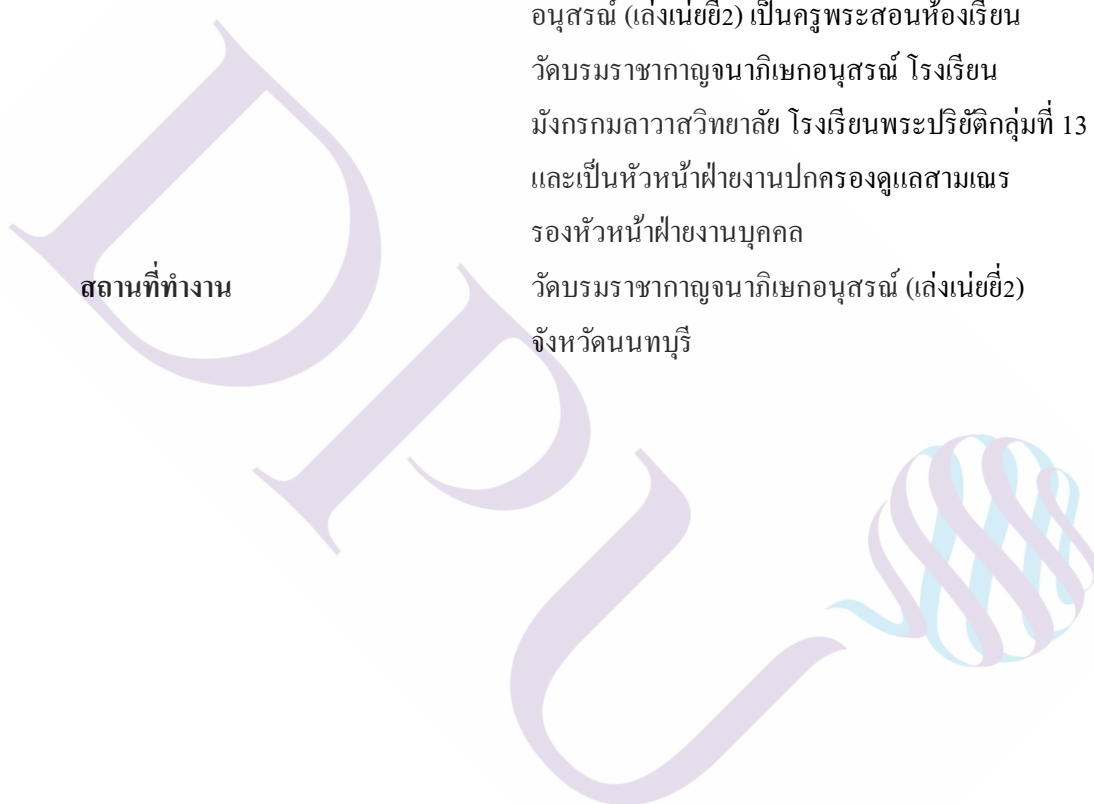 อนุสรณ์ (เล่งเน่ยยี่2) เป็นครูพระสอนห้องเรียน
วัดบรมราชากาญจนาภิเษกอนุสรณ์ โรงเรียน
มังกรกมลาวาสวิทยาลัย โรงเรียนพระปริยัติกลุ่มที่ 13
และเป็นหัวหน้าฝ่ายงานปกครองดูแลสามเณร
รองหัวหน้าฝ่ายงานบุคคล
สถานที่ทำงาน วัดบรมราชากาญจนาภิเษกอนุสรณ์ (เล่งเน่ยยี่2)
จังหวัดนนทบุรี
DPU